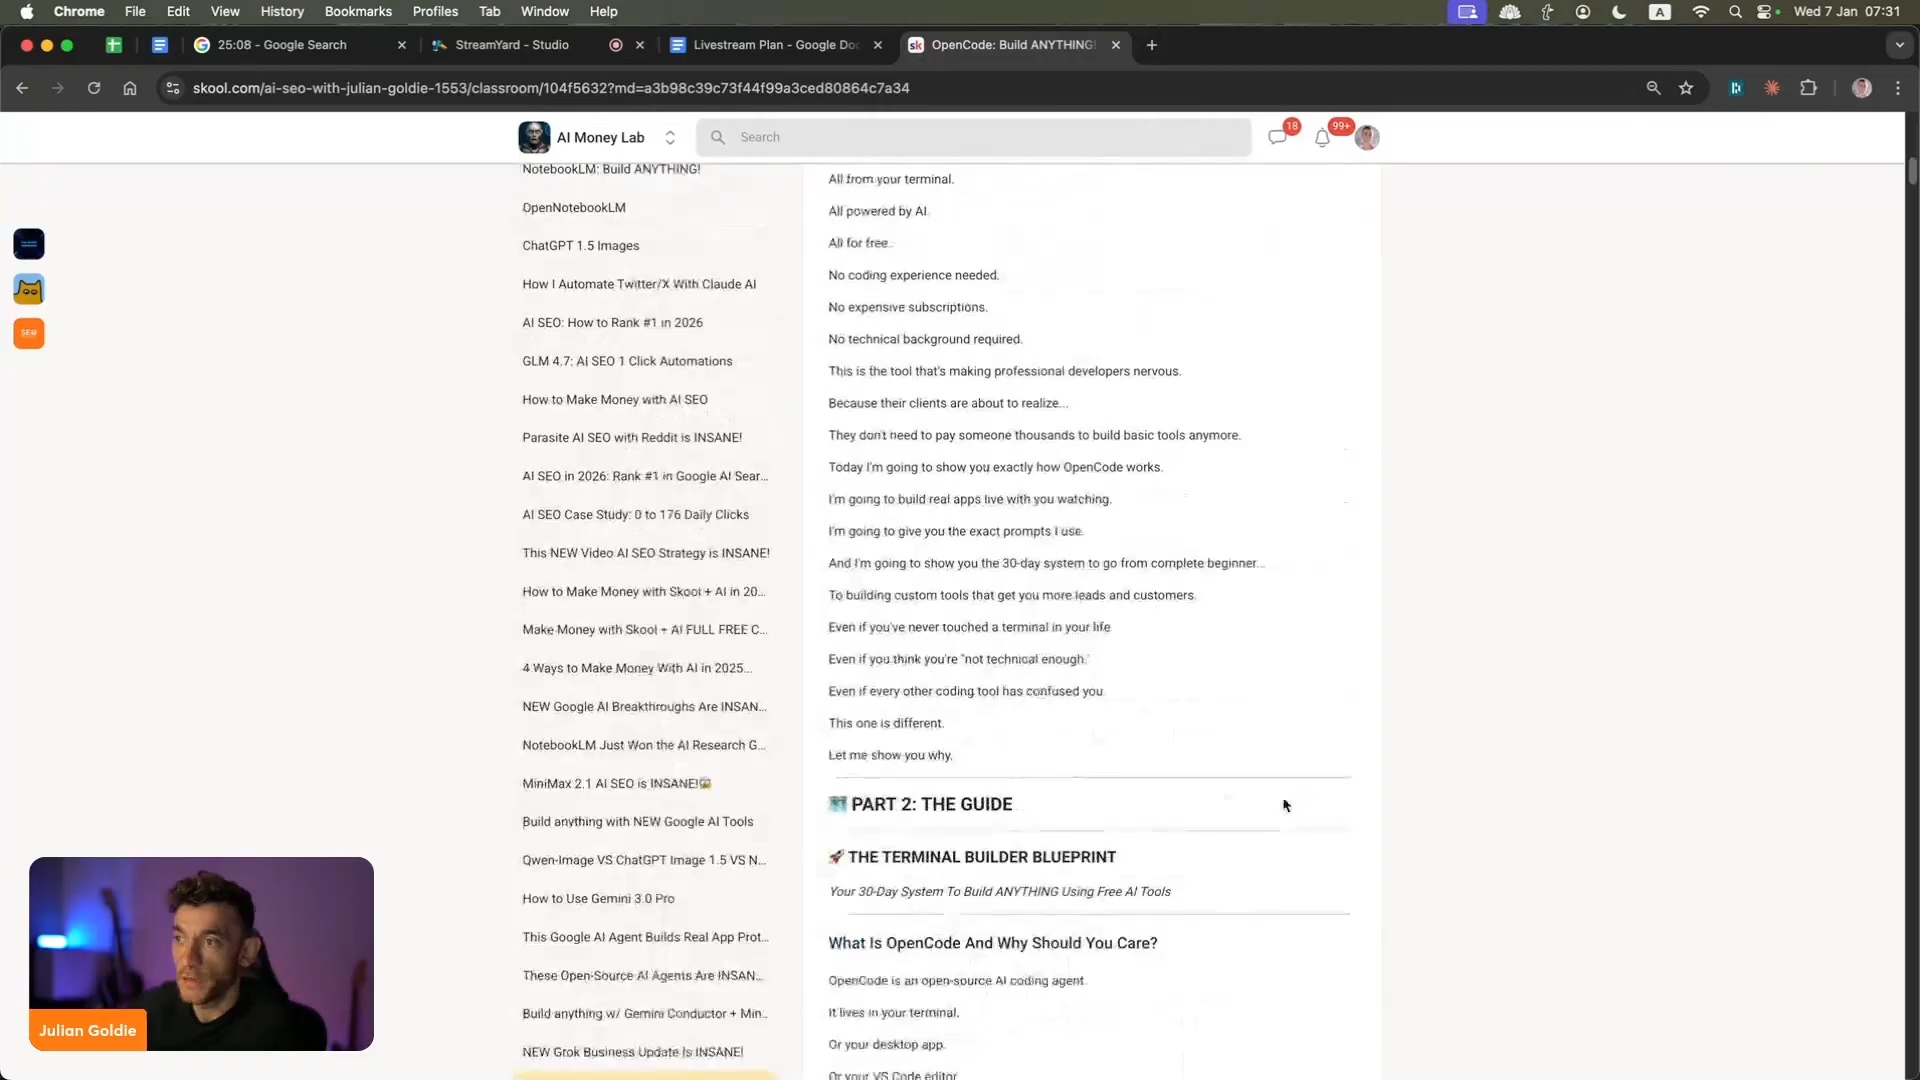 Chrome File Edit View History Bookmarks Profiles Tab Window Help
A Wed 7 Jan 07:31
25:08 - Google Search
StreamYard - Studio
Livestream Plan - Google Do
sk OpenCode: Build ANYTHING!
skool.com/ai-seo-with-julian-goldie-1553/classroom/104f5632?md=a3b98c39c73f44f99a3ced80864c7a34
AI Money Lab
Search
18
99+
NotebookLM: Build ANYTHING!
OpenNotebookLM
ChatGPT 1.5 Images
How I Automate Twitter/X With Claude AI
AI SEO: How to Rank #1 in 2026
GLM 4.7: AI SEO 1 Click Automations
How to Make Money with AI SEO
Parasite AI SEO with Reddit is INSANE!
AI SEO in 2026: Rank #1 in Google AI Sear...
AI SEO Case Study: 0 to 176 Daily Clicks
This NEW Video AI SEO Strategy is INSANE!
How to Make Money with Skool + AI in 20...
Make Money with Skool + AI FULL FREE C...
4 Ways to Make Money With AI in 2025...
NEW Google AI Breakthroughs Are INSAN...
NotebookLM Just Won the AI Research G...
MiniMax 2.1 AI SEO is INSANE!😱
Build anything with NEW Google AI Tools
Qwen-Image VS ChatGPT Image 1.5 VS N...
How to Use Gemini 3.0 Pro
This Google AI Agent Builds Real App Prot...
These Open-Source AI Agents Are INSAN...
Build anything w/ Gemini Conductor + Min...
NEW Grok Business Update Is INSANE!
All from your terminal.
All powered by AI.
All for free.
No coding experience needed.
No expensive subscriptions.
No technical background required.
This is the tool that's making professional developers nervous.
Because their clients are about to realize...
They don't need to pay someone thousands to build basic tools anymore.
Today I'm going to show you exactly how OpenCode works.
I'm going to build real apps live with you watching.
I'm going to give you the exact prompts I use.
And I'm going to show you the 30-day system to go from complete beginner...
To building custom tools that get you more leads and customers.
Even if you've never touched a terminal in your life.
Even if you think you're "not technical enough."
Even if every other coding tool has confused you.
This one is different.
Let me show you why.
PART 2: THE GUIDE
🚀 THE TERMINAL BUILDER BLUEPRINT
Your 30-Day System To Build ANYTHING Using Free AI Tools
What Is OpenCode And Why Should You Care?
OpenCode is an open-source AI coding agent.
It lives in your terminal.
Or your desktop app.
Or your VS Code editor
SEO
Julian Goldie